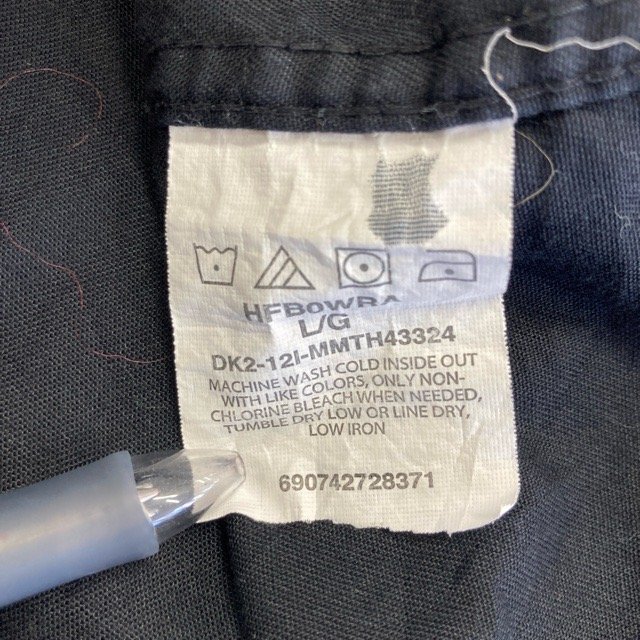 HFBOWRA
L/G
DK2-12I-MMTH43324
MACHINE WASH COLD INSIDE OUT
WITH LIKE COLORS, ONLY NON-
CHLORINE BLEACH WHEN NEEDED,
TUMBLE DRY LOW OR LINE DRY,
LOW IRON
690742728371